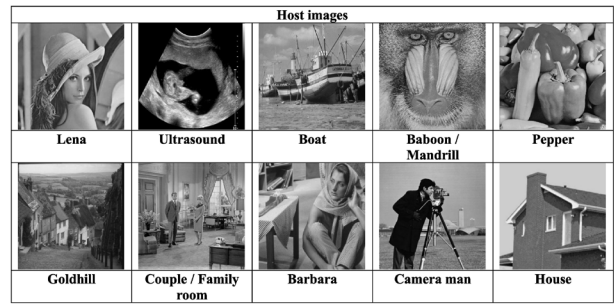 Host images
Lena
Ultrasound
Boat
Baboon /
Mandrill
Pepper
Goldhill
Couple / Family
room
Barbara
Camera man
House